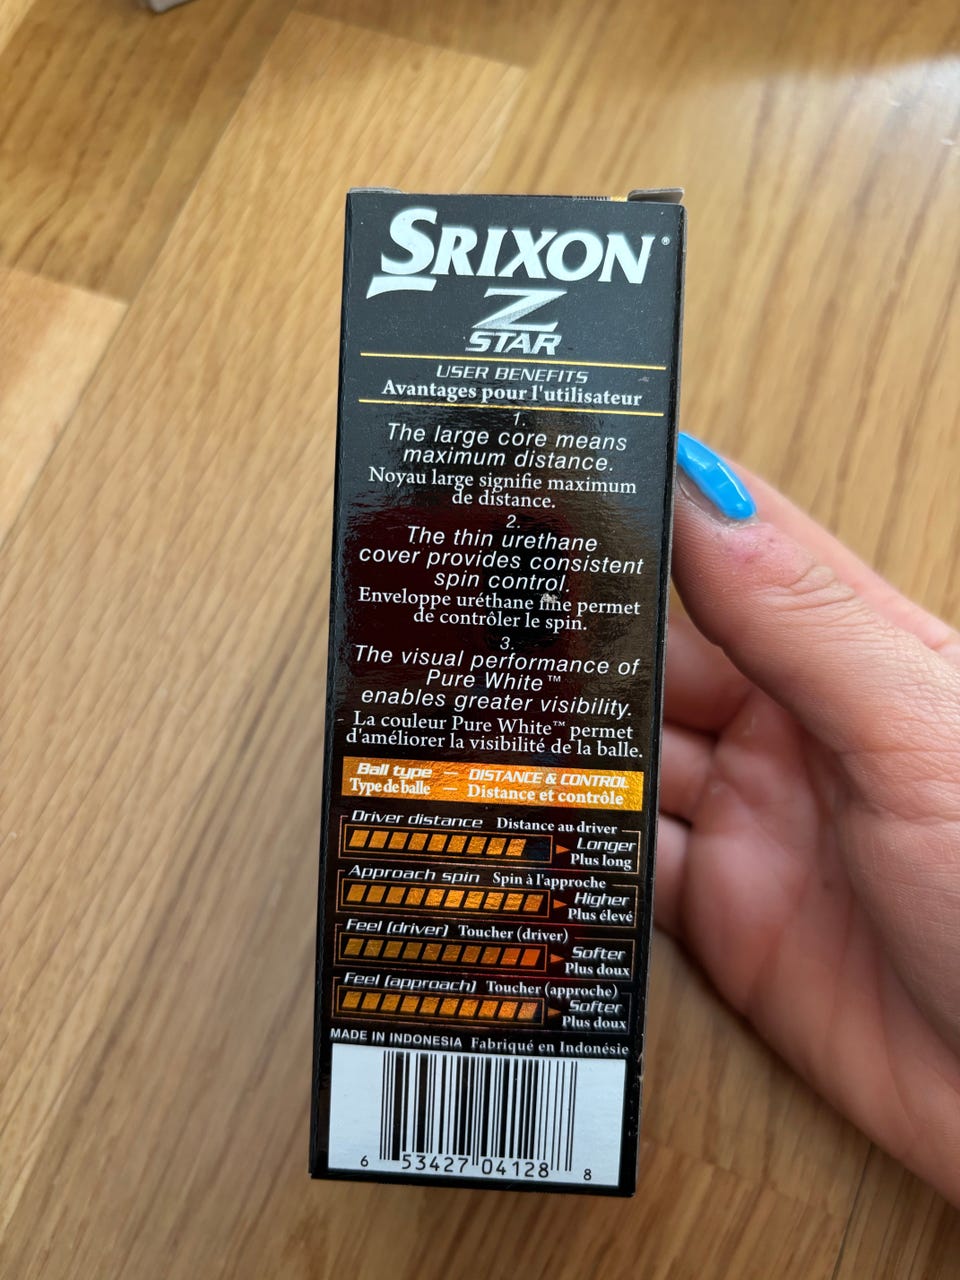 SRIXON®
Z
STAR
USER BENEFITS
Avantages pour l'utilisateur
1.
The large core means
maximum distance.
Noyau large signifie maximum
de distance.
2.
The thin urethane
cover provides consistent
spin control.
Enveloppe uréthane fine permet
de contrôler le spin.
3.
The visual performance of
Pure White™
enables greater visibility.
La couleur Pure White™ permet
d'améliorer la visibilité de la balle.
Ball type — DISTANCE & CONTROL
Type de balle — Distance et contrôle
Driver distance Distance au driver
Longer
Plus long
Approach spin Spin à l'approche
Higher
Plus élevé
Feel (driver) Toucher (driver)
Softer
Plus doux
Feel (approach) Toucher (approche)
Softer
Plus doux
MADE IN INDONESIA Fabriqué en Indonésie
6 53427 04128 8